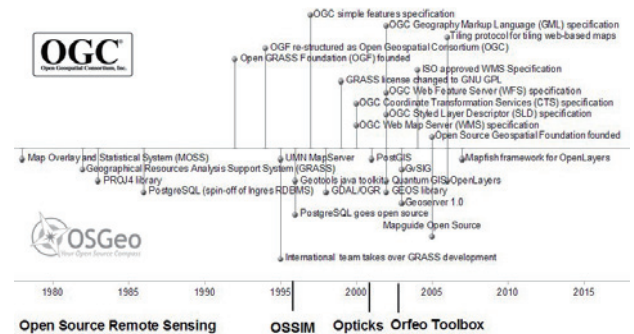 OGC simple features specification
OGC Geography Markup Language (GML) specification
OGC
Open Geospatial Consortium, Inc.
Tiling protocol for tiling web-based maps
OGF re-structured as Open Geospatial Consortium (OGC)
Open GRASS Foundation (OGF) founded
ISO approved WMS Specification
GRASS license changed to GNU GPL
OGC Web Feature Server (WFS) specification
OGC Coordinate Transformation Services (CTS) specification
OGC Styled Layer Descriptor (SLD) specification
OGC Web Map Server (WMS) specification
Open Source Geospatial Foundation founded
Map Overlay and Statistical System (MOSS) UMN MapServer PostGIS Mapfish framework for OpenLayers
Geographical Resources Analysis Support System (GRASS) GvSIG
PROJ4 library Geotools java toolkit Quantum GIS OpenLayers
PostgreSQL (spin-off of Ingres RDBMS) GDAL/OGR GEOS library
Geoserver 1.0
PostgreSQL goes open source
Mapguide Open Source
OSGeo
Your Open Source Compass
International team takes over GRASS development
1980 1985 1990 1995 2000 2005 2010 2015
Open Source Remote Sensing OSSIM Opticks Orfeo Toolbox